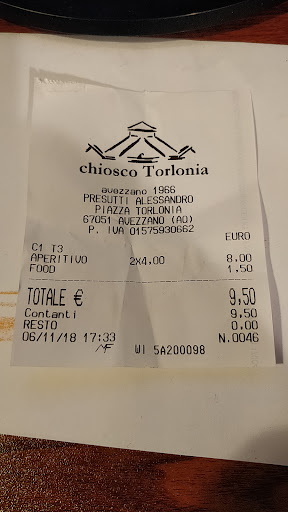 chiosco Torlonia
avezzano 1966
PRESUTTI ALESSANDRO
PIAZZA TORLONIA
67051 AVEZZANO (AQ)
P. IVA 01575930662
EURO
C1 T3
APERITIVO 2x4.00 8.00
FOOD 1.50
TOTALE € 9,50
Contanti 9.50
RESTO 0.00
06/11/18 17:33 N.0046
MF WI 5A200098